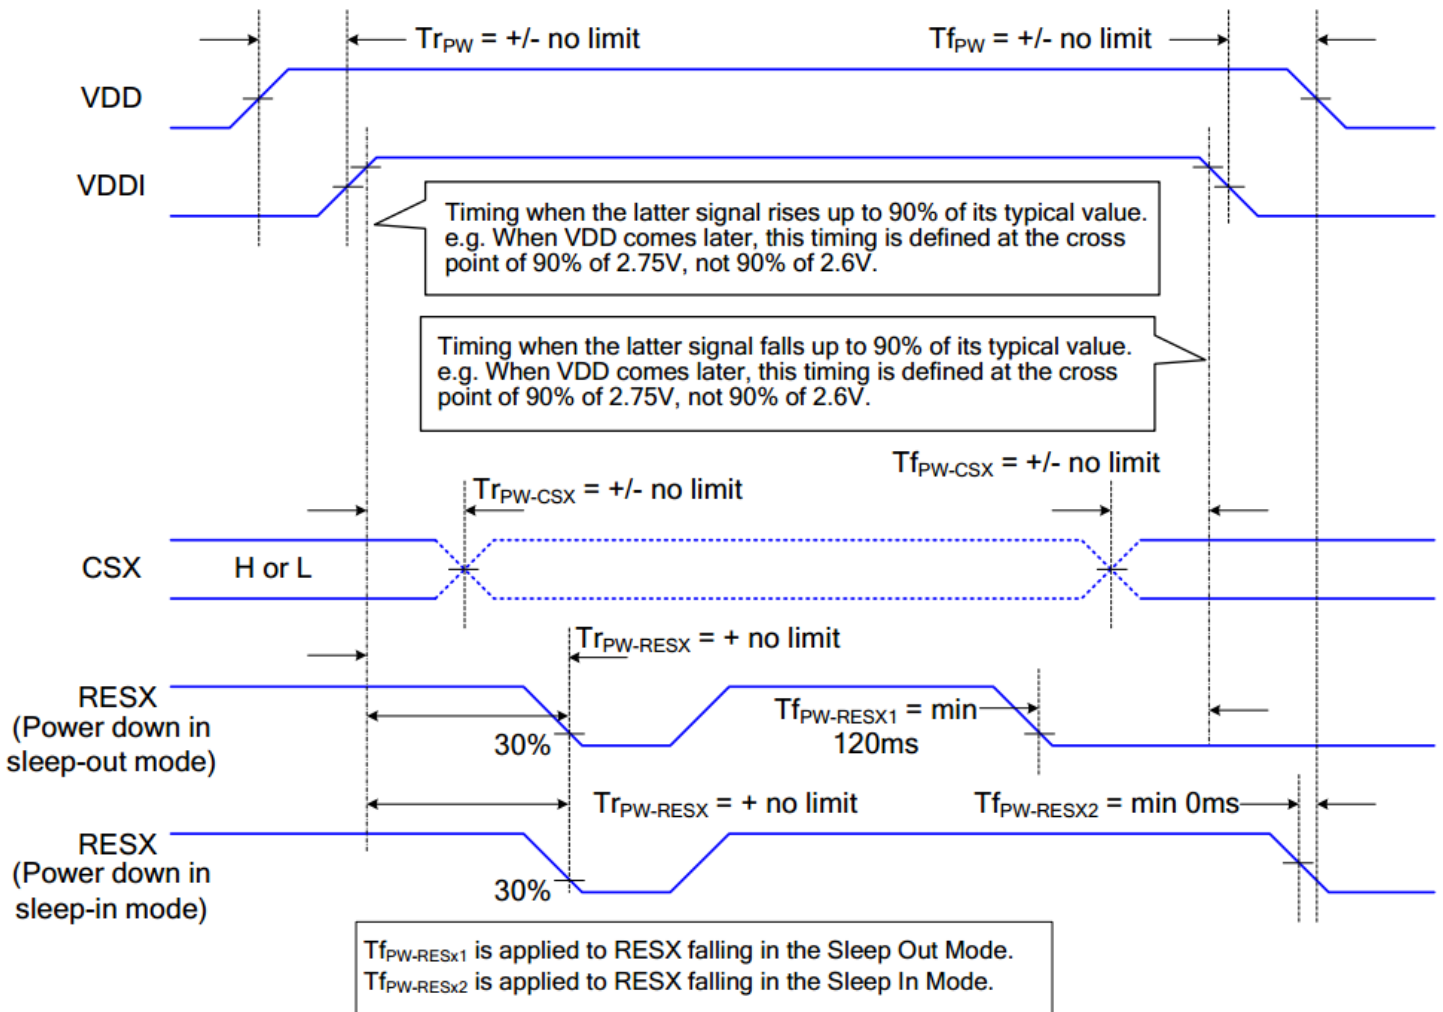 TrPW = +/- no limit
TfPW = +/- no limit
VDD
VDDI
Timing when the latter signal rises up to 90% of its typical value.
e.g. When VDD comes later, this timing is defined at the cross
point of 90% of 2.75V, not 90% of 2.6V.
Timing when the latter signal falls up to 90% of its typical value.
e.g. When VDD comes later, this timing is defined at the cross
point of 90% of 2.75V, not 90% of 2.6V.
TfPW-CSX = +/- no limit
TrPW-CSX = +/- no limit
CSX
H or L
TrPW-RESX = + no limit
RESX
(Power down in
sleep-out mode)
30%
TfPW-RESX1 = min
120ms
TrPW-RESX = + no limit
TfPW-RESX2 = min 0ms
RESX
(Power down in
sleep-in mode)
30%
TfPW-RESx1 is applied to RESX falling in the Sleep Out Mode.
TfPW-RESx2 is applied to RESX falling in the Sleep In Mode.